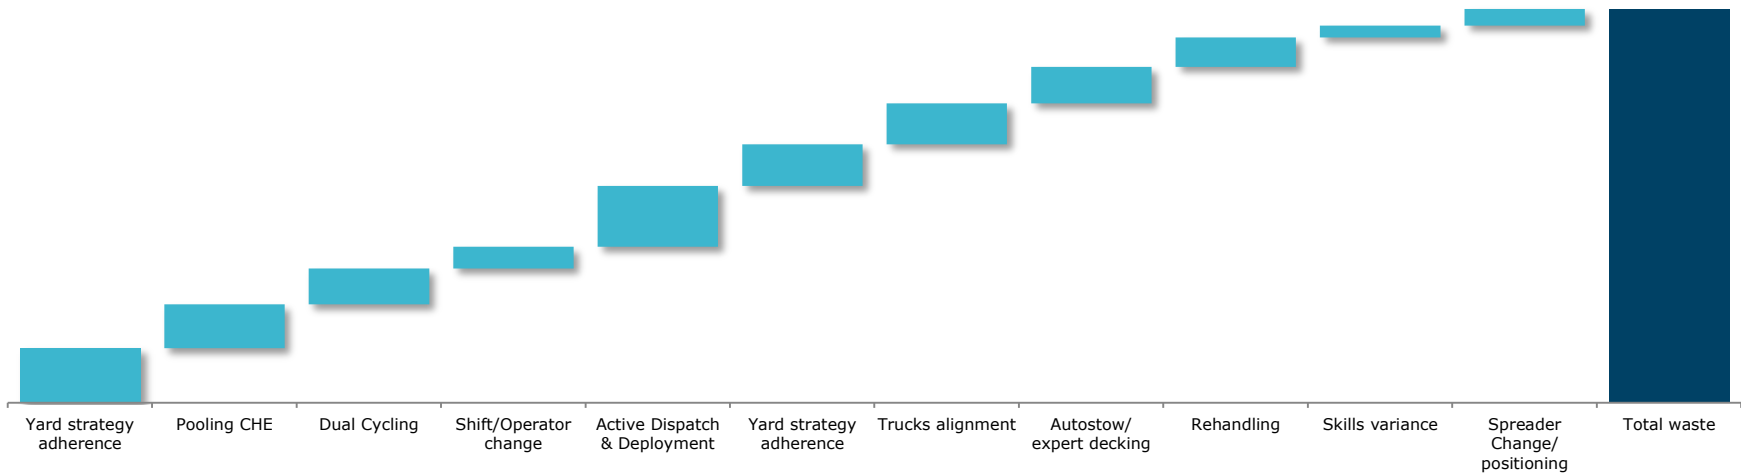 Yard strategy
adherence
Pooling CHE
Dual Cycling
Shift/Operator
change
Active Dispatch
& Deployment
Yard strategy
adherence
Trucks alignment
Autostow/
expert decking
Rehandling
Skills variance
Spreader
Change/
positioning
Total waste